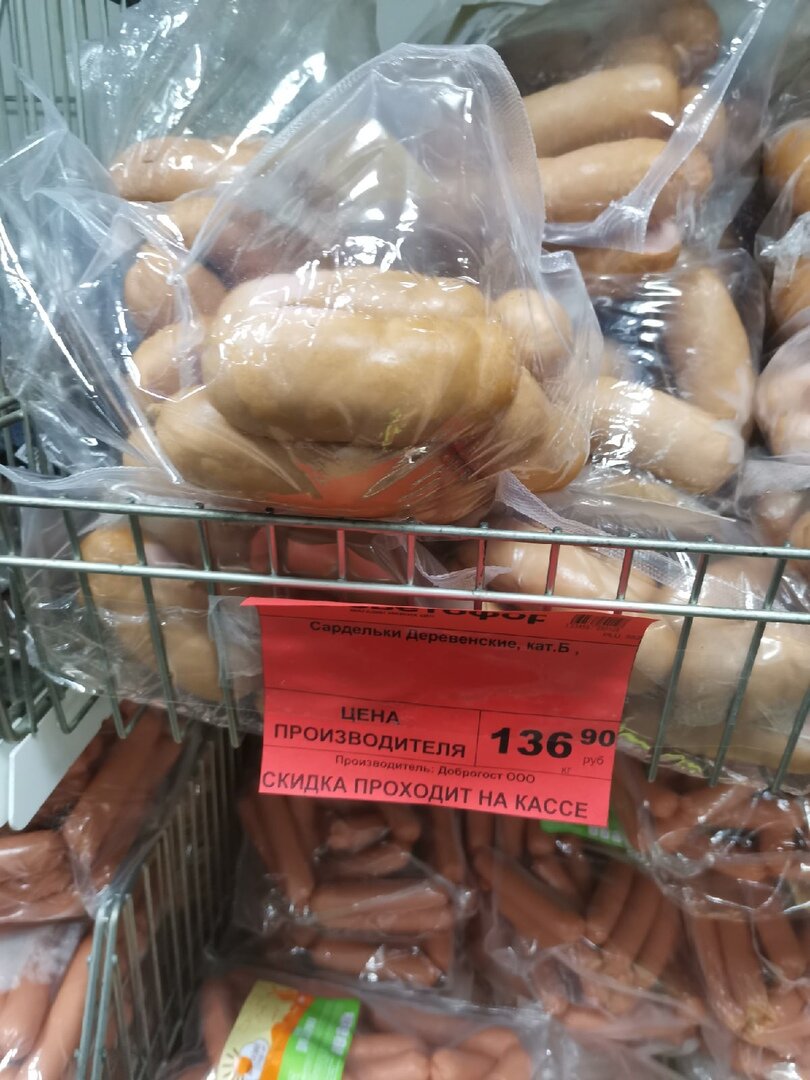 Сардельки Деревенские, кат.Б ,
ЦЕНА
ПРОИЗВОДИТЕЛЯ
136 90
руб
кг
Производитель: Доброгост ООО
СКИДКА ПРОХОДИТ НА КАССЕ